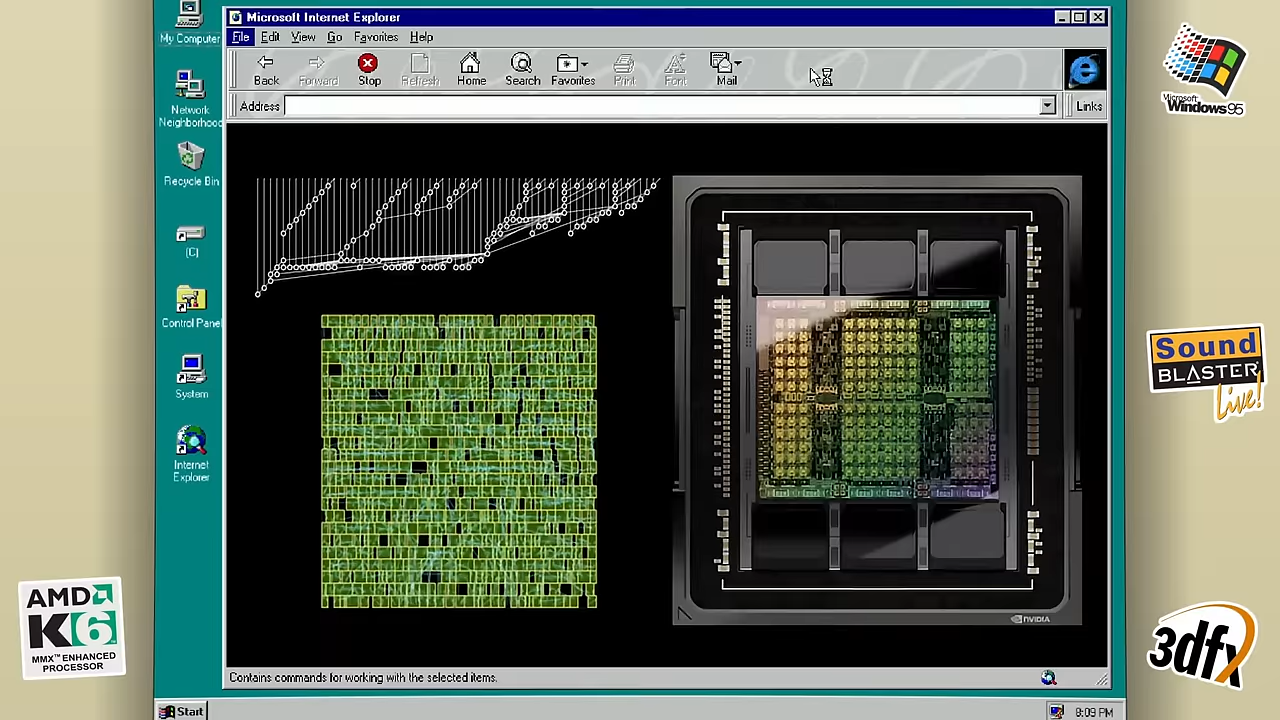 Microsoft Internet Explorer
File Edit View Go Favorites Help
Back Forward Stop Refresh Home Search Favorites Print Font Mail
Address
Links
My Computer
Network
Neighborhood
Recycle Bin
(C)
Control Panel
System
Internet
Explorer
NVIDIA
Contains commands for working with the selected items.
Start
8:09 PM
Microsoft
Windows 95
Sound
BLASTER
Live!
AMD
K6
MMX™ ENHANCED
PROCESSOR
3dfx